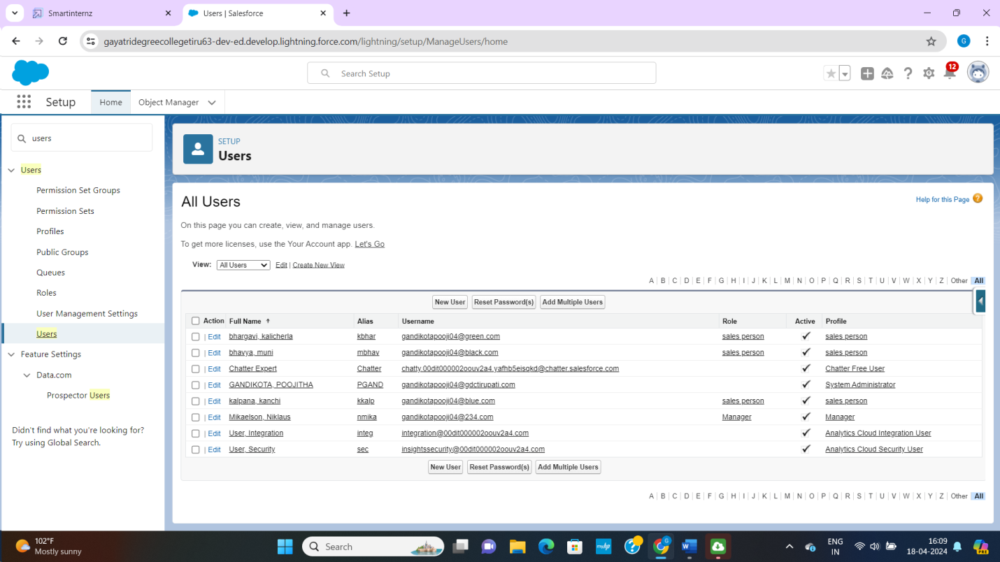 Smartinternz
Users | Salesforce
gayatridegreecollegetiru63-dev-ed.develop.lightning.force.com/lightning/setup/ManageUsers/home
G
Search Setup
12
Setup Home Object Manager
users
Users
Permission Set Groups
Permission Sets
Profiles
Public Groups
Queues
Roles
User Management Settings
Users
Feature Settings
Data.com
Prospector Users
Didn't find what you're looking for?
Try using Global Search.
SETUP
Users
All Users
Help for this Page ?
On this page you can create, view, and manage users.
To get more licenses, use the Your Account app. Let's Go
View: All Users Edit | Create New View
A | B | C | D | E | F | G | H | I | J | K | L | M | N | O | P | Q | R | S | T | U | V | W | X | Y | Z | Other All
New User Reset Password(s) Add Multiple Users
Action Full Name ↑ Alias Username Role Active Profile
| Edit bhargavi, kalicherla kbhar gandikotapooji04@green.com sales person ✓ sales person
| Edit bhavya, muni mbhav gandikotapooji04@black.com sales person ✓ sales person
| Edit Chatter Expert Chatter chatty.00dit000002oouv2a4.yafhb5eisqkd@chatter.salesforce.com ✓ Chatter Free User
| Edit GANDIKOTA, POOJITHA PGAND gandikotapooji04@gdctirupati.com ✓ System Administrator
| Edit kalpana, kanchi kkalp gandikotapooji04@blue.com sales person ✓ sales person
| Edit Mikaelson, Niklaus nmika gandikotapooji04@234.com Manager ✓ Manager
| Edit User, Integration integ integration@00dit000002oouv2a4.com ✓ Analytics Cloud Integration User
| Edit User, Security sec insightssecurity@00dit000002oouv2a4.com ✓ Analytics Cloud Security User
New User Reset Password(s) Add Multiple Users
A | B | C | D | E | F | G | H | I | J | K | L | M | N | O | P | Q | R | S | T | U | V | W | X | Y | Z | Other All
102°F
Mostly sunny
Search
myhp
G
W
PRE
ENG
IN
16:09
18-04-2024